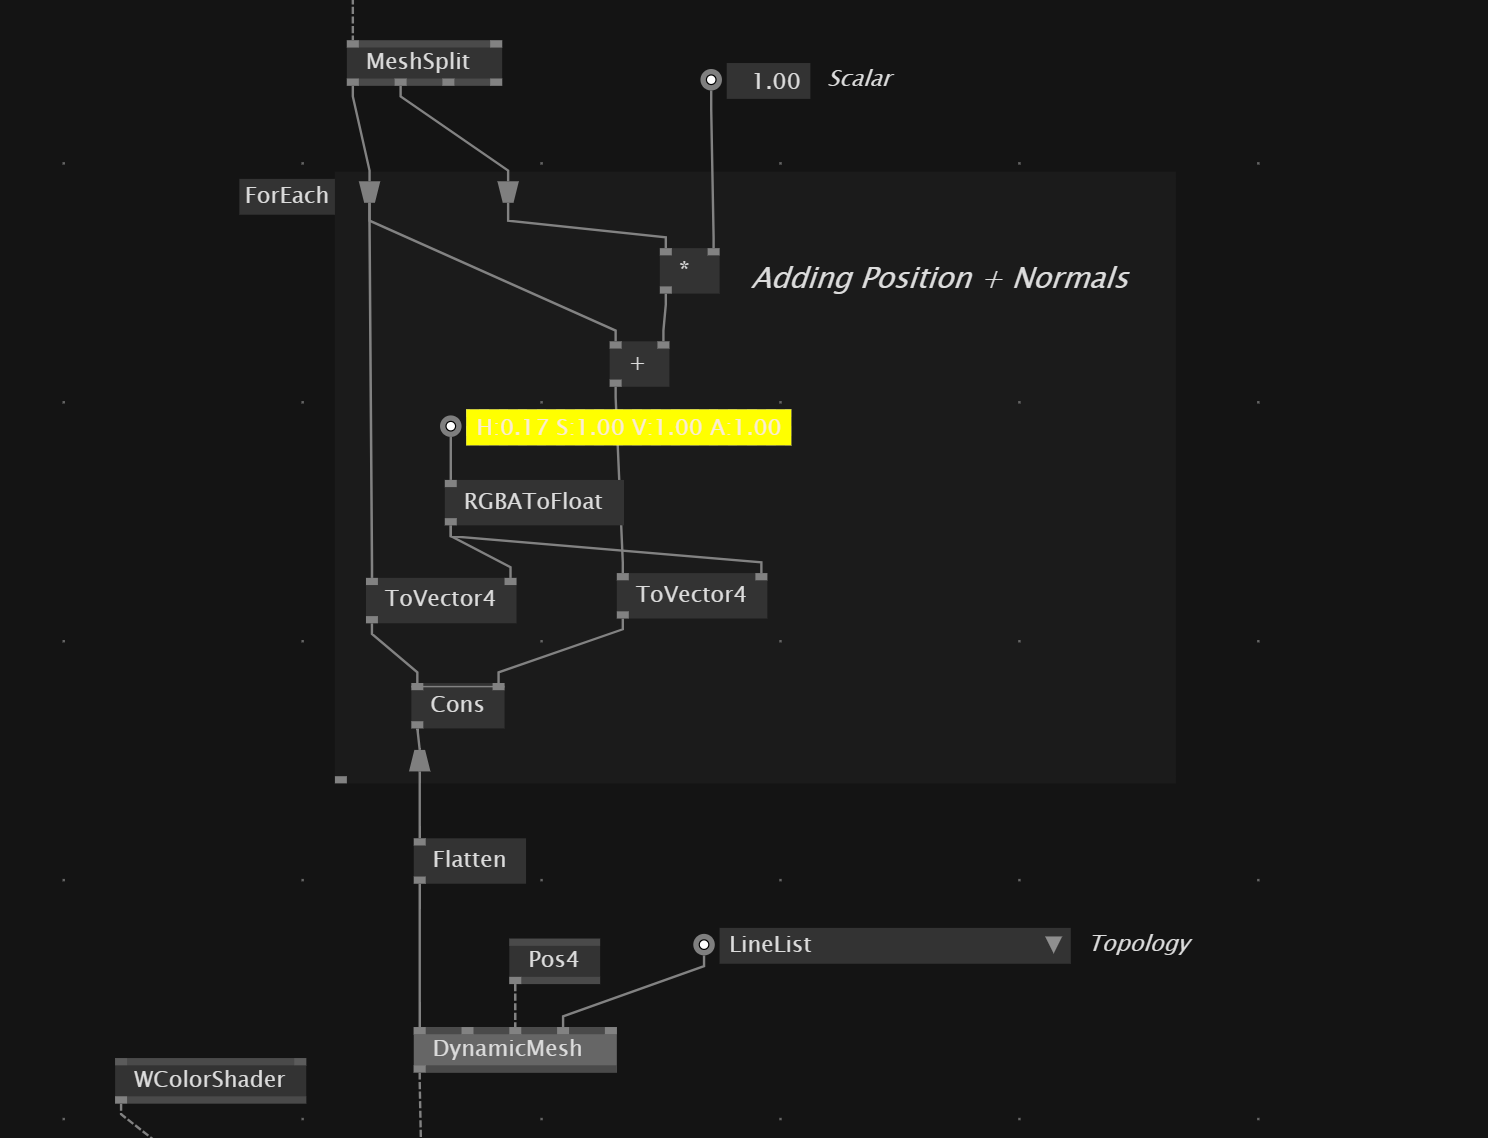 MeshSplit
1.00 Scalar
ForEach
*
Adding Position + Normals
+
H.0.17 S.1.00 V.1.00 A.1.00
RGBAToFloat
ToVector4
ToVector4
Cons
Flatten
LineList Topology
Pos4
DynamicMesh
WColorShader